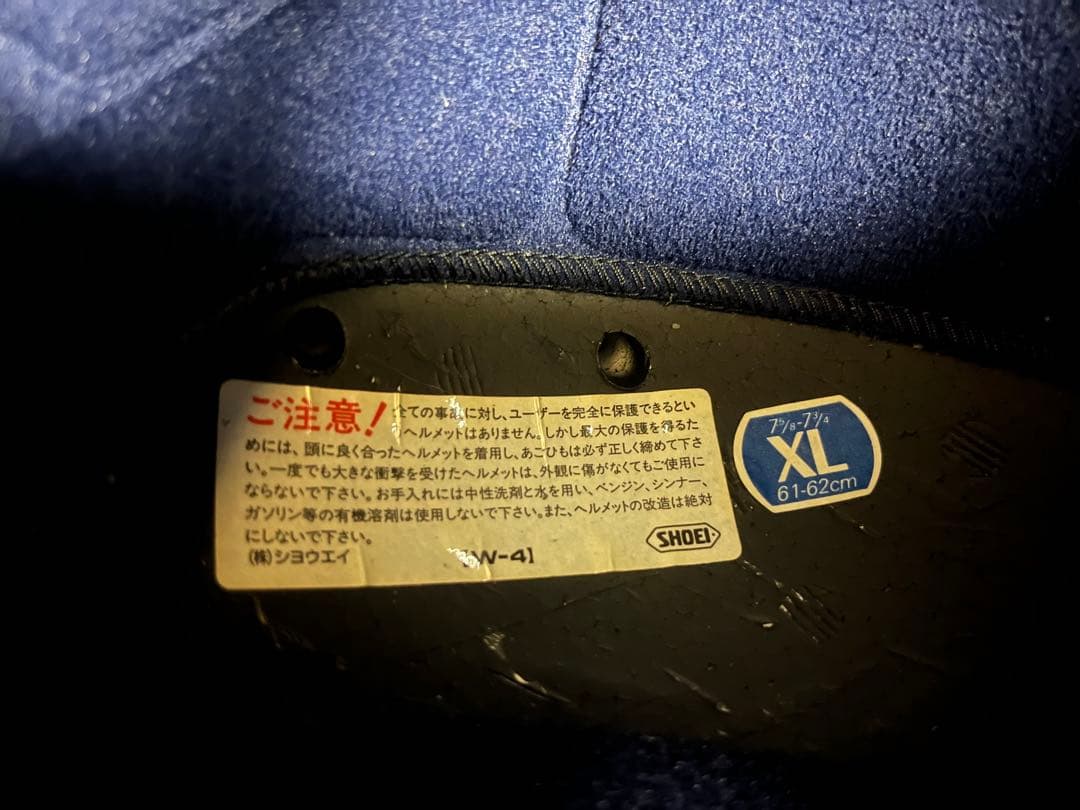 ご注意! 全ての事故に対し、ユーザーを完全に保護できるとい
ヘルメットはありません。しかし最大の保護を得るた
めには、頭に良く合ったヘルメットを着用し、あごひもは必ず正しく締めて下さ
い。一度でも大きな衝撃を受けたヘルメットは、外観に傷がなくてもご使用に
ならないで下さい。お手入れには中性洗剤と水を用い、ベンジン、シンナー、
ガソリン等の有機溶剤は使用しないで下さい。また、ヘルメットの改造は絶対
にしないで下さい。
(株)シヨウエイ
【W-4】
SHOEI
7⅝-7¾
XL
61-62cm